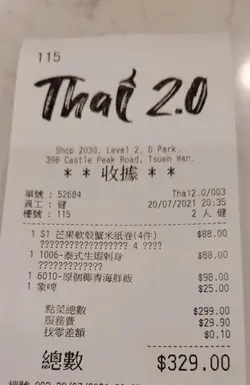 115
Thai 2.0
Shop 2030, Level 2, D Park,
398 Castle Peak Road, Tsuen Wan.
** 收據 **
單號 : 52684 Thai2.0/003
員工 : 健 20/07/2021 20:35
檯號 : 115 2 人 健
1 S1 芒果軟殼蟹米紙卷(4件) $88.00
????????????????? 4 ????
1 1006-泰式生蝦刺身 $88.00
?????????????
1 6010-原個椰青海鮮飯 $98.00
1 象啤 $25.00
點菜總數 $299.00
服務費 $29.90
找零差額 $0.10
總數 $329.00